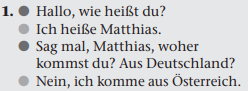 1. ● Hallo, wie heißt du?
● Ich heiße Matthias.
● Sag mal, Matthias, woher
kommst du? Aus Deutschland?
● Nein, ich komme aus Österreich.